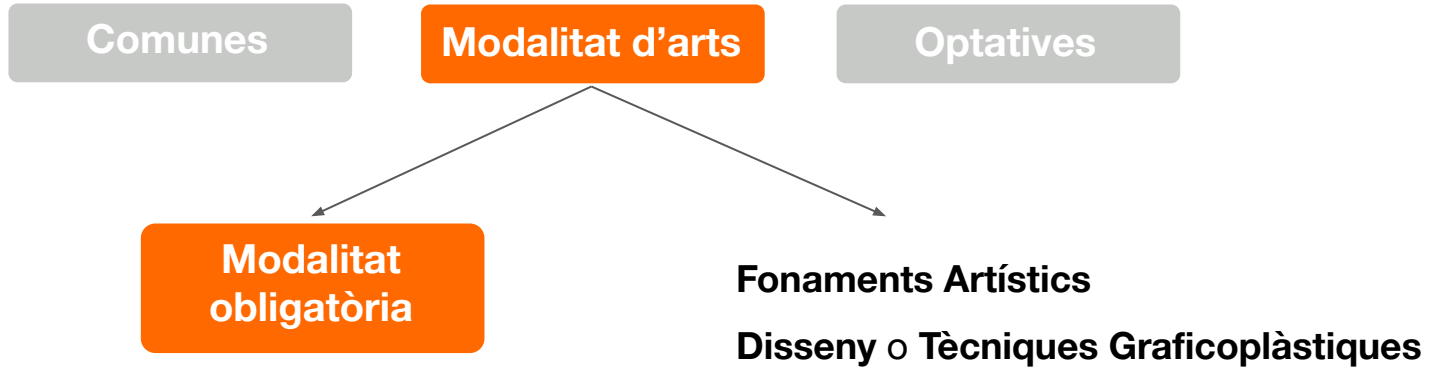 Comunes
Modalitat d’arts
Optatives
Modalitat
obligatòria
Fonaments Artístics
Disseny o Tècniques Graficoplàstiques